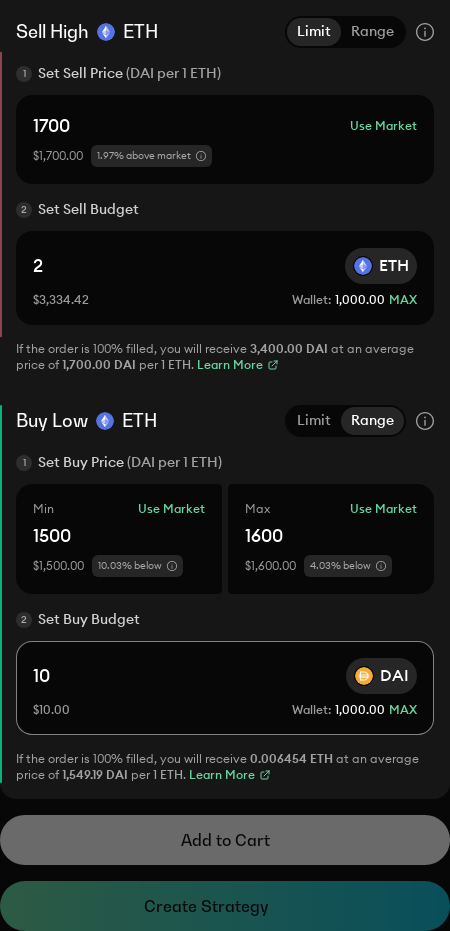 Sell High ETH Limit Range
1 Set Sell Price (DAI per 1 ETH)
1700 Use Market
$1,700.00 1.97% above market
2 Set Sell Budget
2 ETH
$3,334.42 Wallet: 1,000.00 MAX
If the order is 100% filled, you will receive 3,400.00 DAI at an average
price of 1,700.00 DAI per 1 ETH. Learn More
Buy Low ETH Limit Range
1 Set Buy Price (DAI per 1 ETH)
Min Use Market Max Use Market
1500 1600
$1,500.00 10.03% below $1,600.00 4.03% below
2 Set Buy Budget
10 DAI
$10.00 Wallet: 1,000.00 MAX
If the order is 100% filled, you will receive 0.006454 ETH at an average
price of 1,549.19 DAI per 1 ETH. Learn More
Add to Cart
Create Strategy